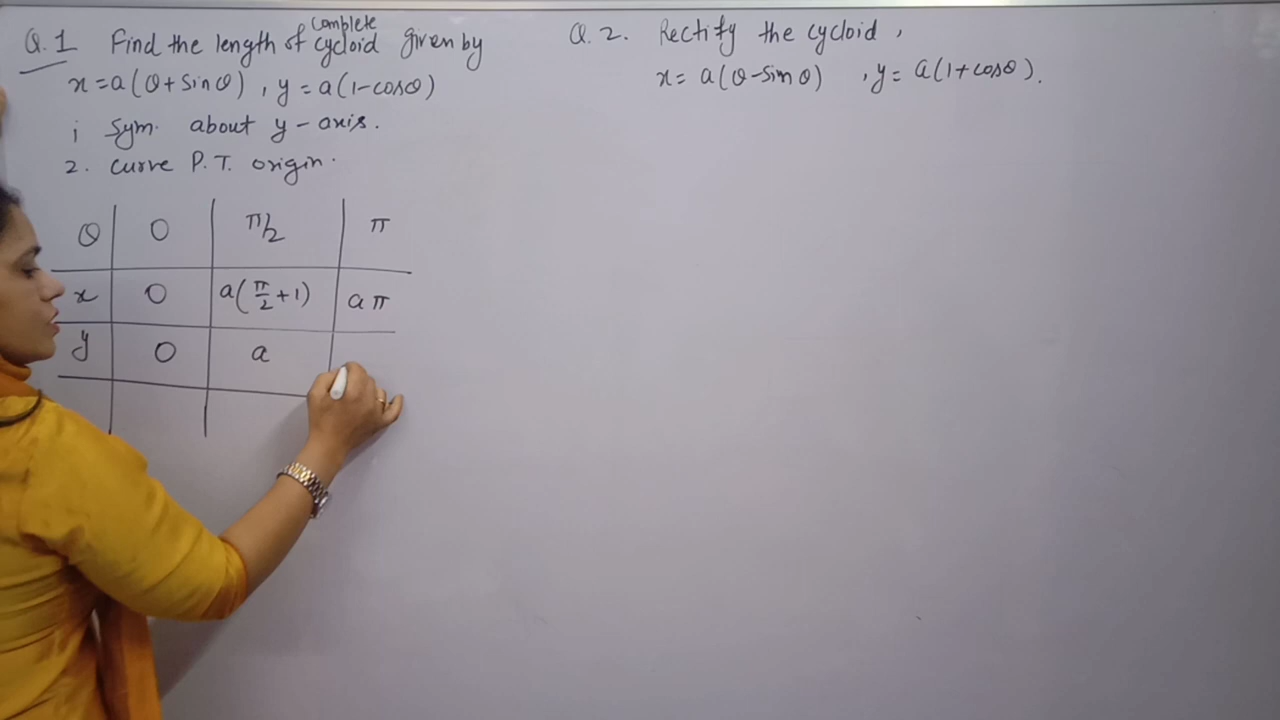 Q.1 Find the length of complete cycloid given by
x = a(θ + sinθ), y = a(1 - cosθ)
i Sym. about y-axis.
2. Curve P.T. origin.
θ 0 π/2 π
x 0 a(π/2 + 1) aπ
y 0 a
Q.2. Rectify the cycloid,
x = a(θ - sinθ), y = a(1 + cosθ).